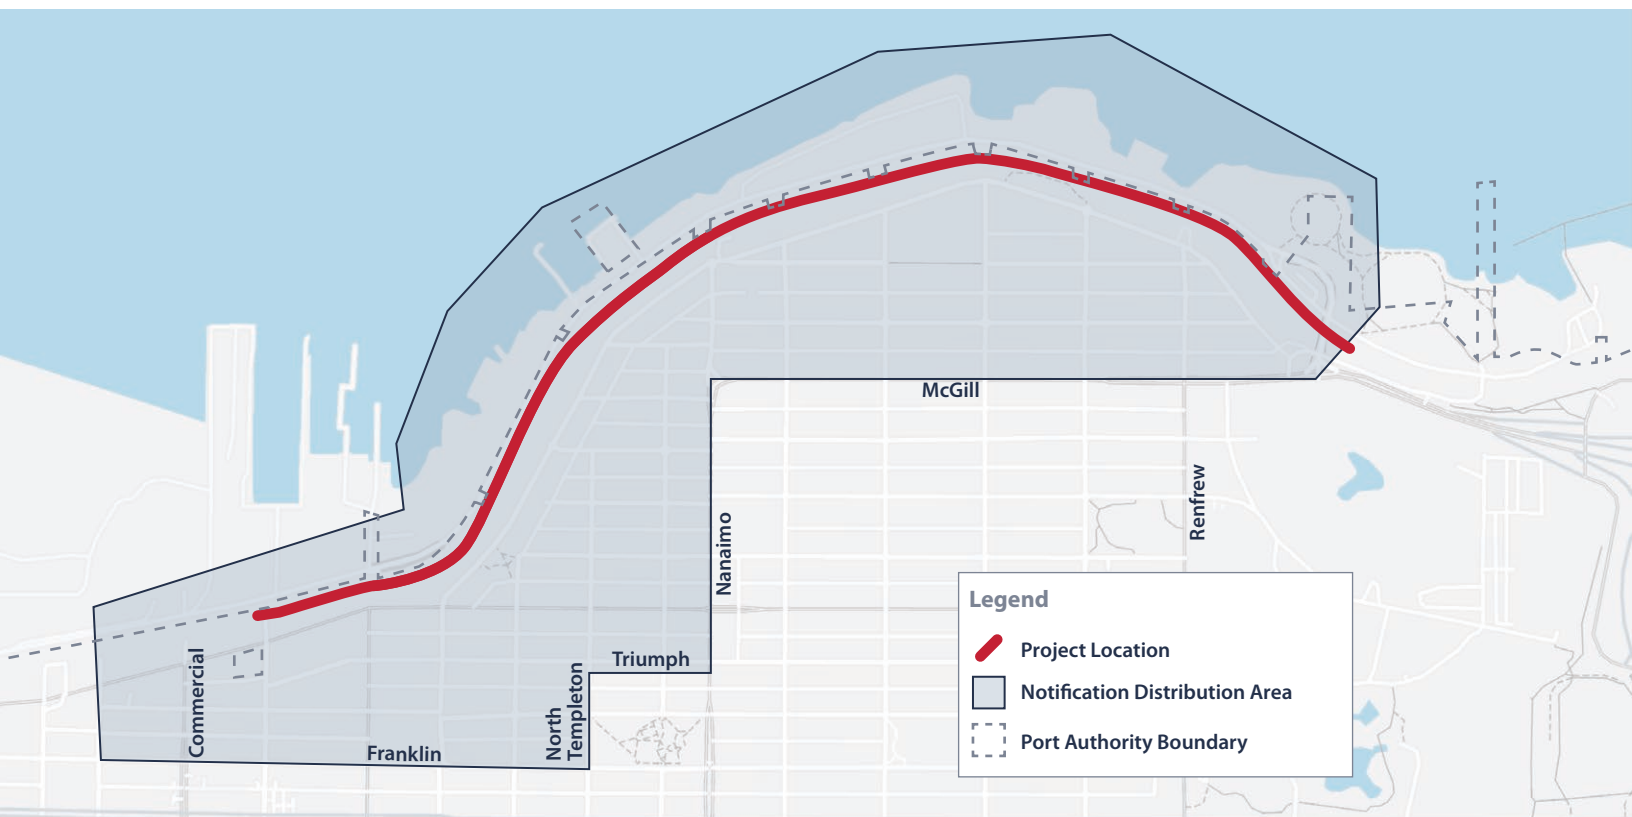 McGill
Renfrew
Nanaimo
Triumph
North
Templeton
Commercial
Franklin
Legend
Project Location
Notification Distribution Area
Port Authority Boundary